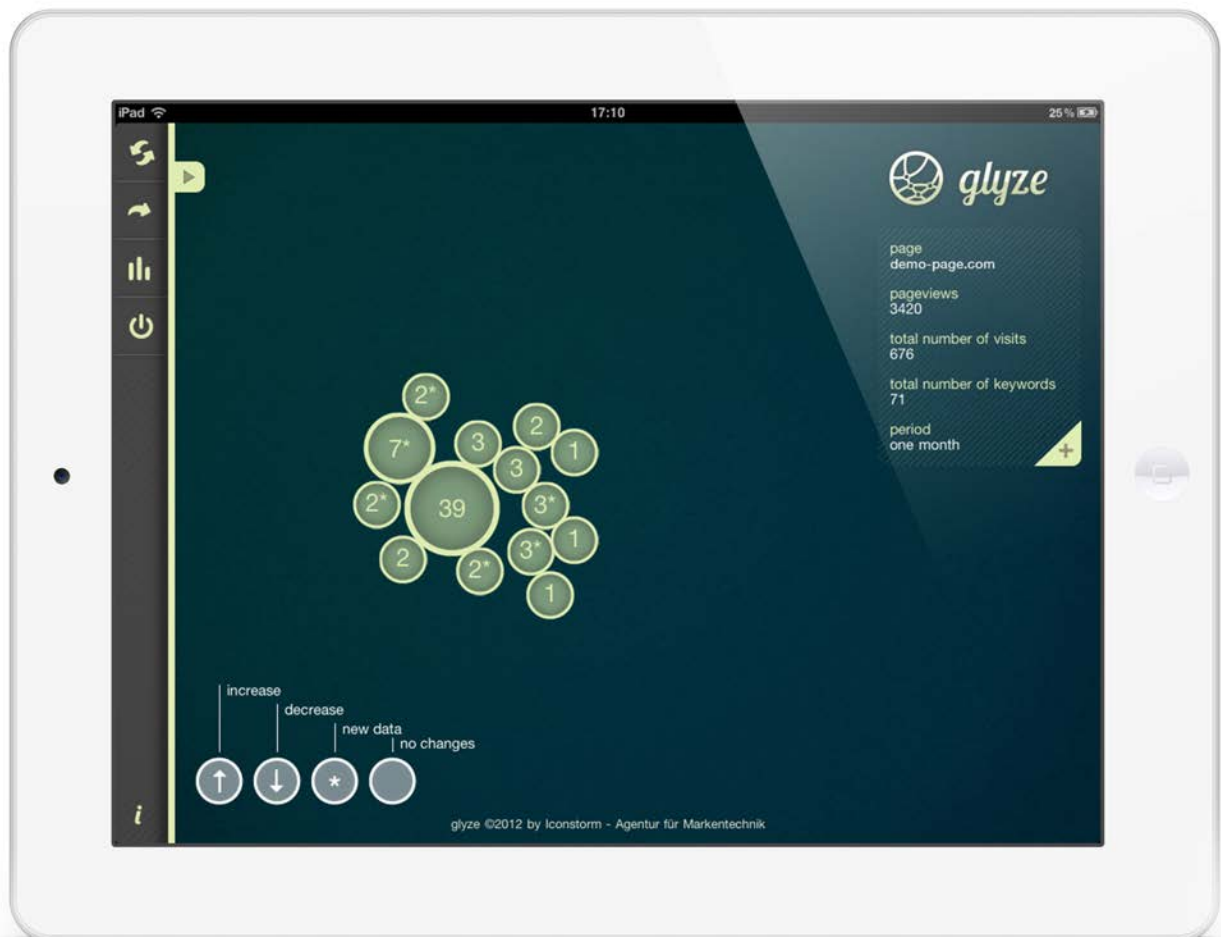 iPad
17:10
25 %
glyze
page
demo-page.com
pageviews
3420
total number of visits
676
total number of keywords
71
period
one month
+
2*
7*
3
2
1
3
2*
39
3*
1
2
2*
3*
1
increase
decrease
new data
no changes
↑ ↓ *
i
glyze ©2012 by Iconstorm - Agentur für Markentechnik